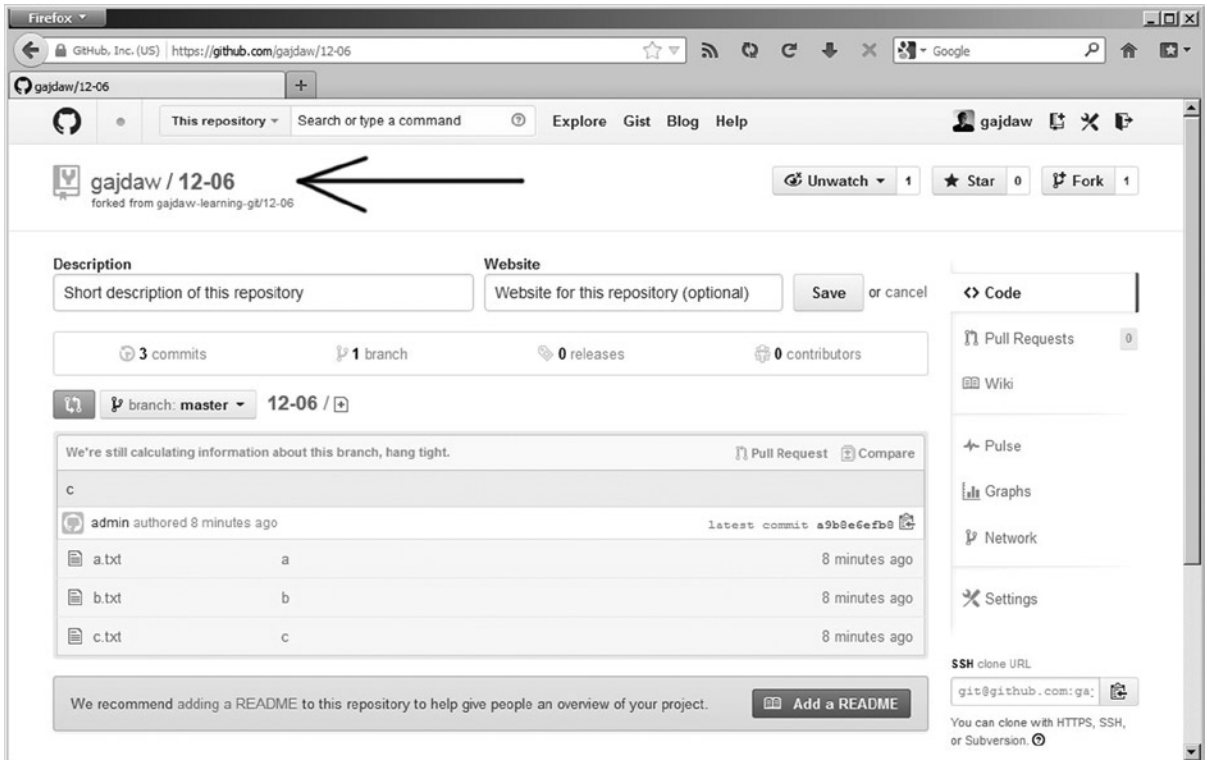 Firefox
GitHub, Inc. (US) https://github.com/gajdaw/12-06
Google
gajdaw/12-06
This repository Search or type a command Explore Gist Blog Help gajdaw
gajdaw / 12-06
forked from gajdaw-learning-git/12-06
Unwatch 1 Star 0 Fork 1
Description Website
Short description of this repository Website for this repository (optional) Save or cancel
3 commits 1 branch 0 releases 0 contributors
branch: master 12-06 /
We're still calculating information about this branch, hang tight. Pull Request Compare
c
admin authored 8 minutes ago latest commit a9b8e6efb8
a.txt a 8 minutes ago
b.txt b 8 minutes ago
c.txt c 8 minutes ago
We recommend adding a README to this repository to help give people an overview of your project. Add a README
Code
Pull Requests 0
Wiki
Pulse
Graphs
Network
Settings
SSH clone URL
git@github.com:ga
You can clone with HTTPS, SSH,
or Subversion.